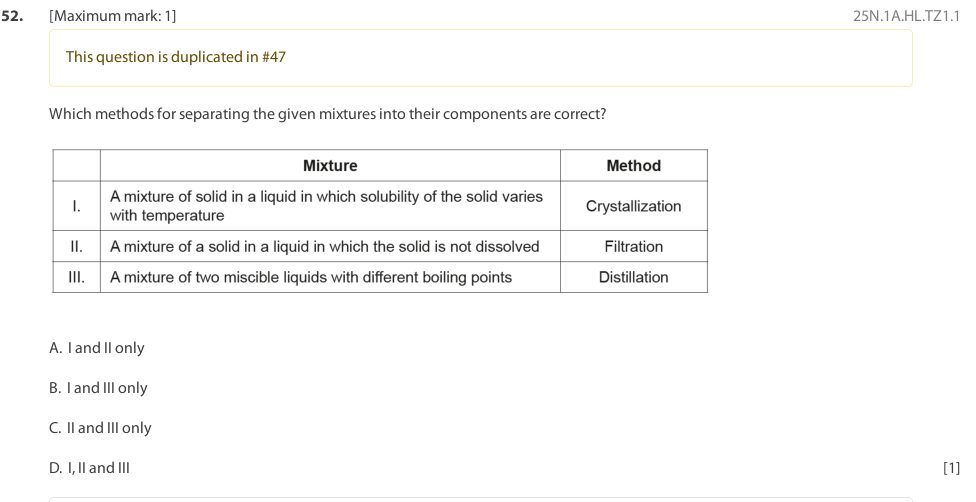 52. [Maximum mark: 1] 25N.1A.HL.TZ1.1
This question is duplicated in #47
Which methods for separating the given mixtures into their components are correct?
Mixture Method
I. A mixture of solid in a liquid in which solubility of the solid varies
with temperature Crystallization
II. A mixture of a solid in a liquid in which the solid is not dissolved Filtration
III. A mixture of two miscible liquids with different boiling points Distillation
A. I and II only
B. I and III only
C. II and III only
D. I, II and III [1]